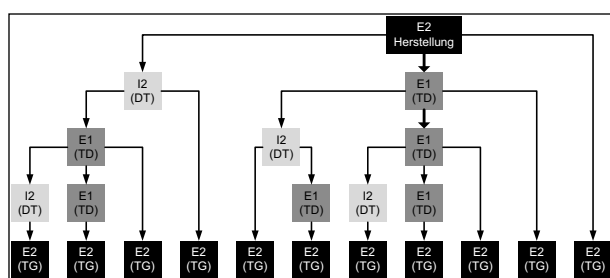 E2
Herstellung
I2
(DT)
E1
(TD)
E1
(TD)
I2
(DT)
E1
(TD)
I2
(DT)
E1
(TD)
E1
(TD)
I2
(DT)
E1
(TD)
E2
(TG)
E2
(TG)
E2
(TG)
E2
(TG)
E2
(TG)
E2
(TG)
E2
(TG)
E2
(TG)
E2
(TG)
E2
(TG)
E2
(TG)